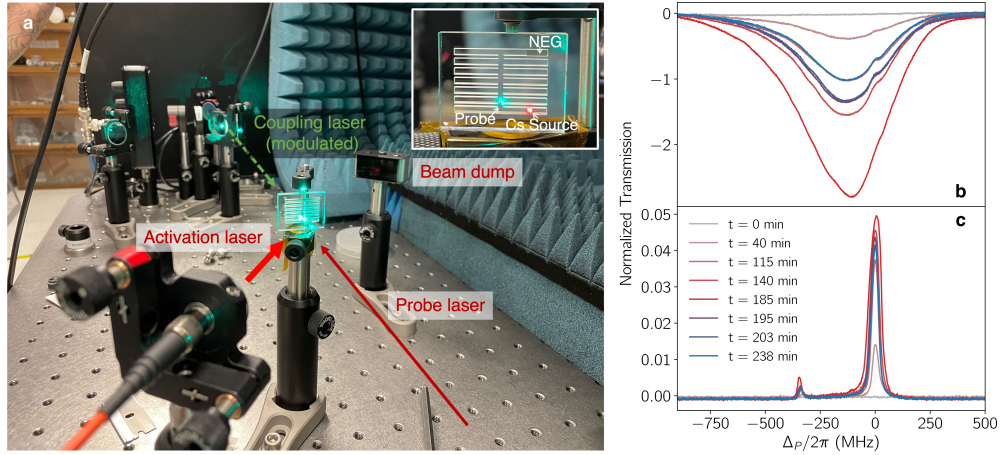 a
NEG
Probe
Cs Source
Coupling laser
(modulated)
Beam dump
Activation laser
Probe laser
Normalized Transmission
0
−1
−2
b
0.05
0.04
0.03
0.02
0.01
0.00
c
t = 0 min
t = 40 min
t = 115 min
t = 140 min
t = 185 min
t = 195 min
t = 203 min
t = 238 min
−750
−500
−250
0
250
500
Δ_P/2π (MHz)